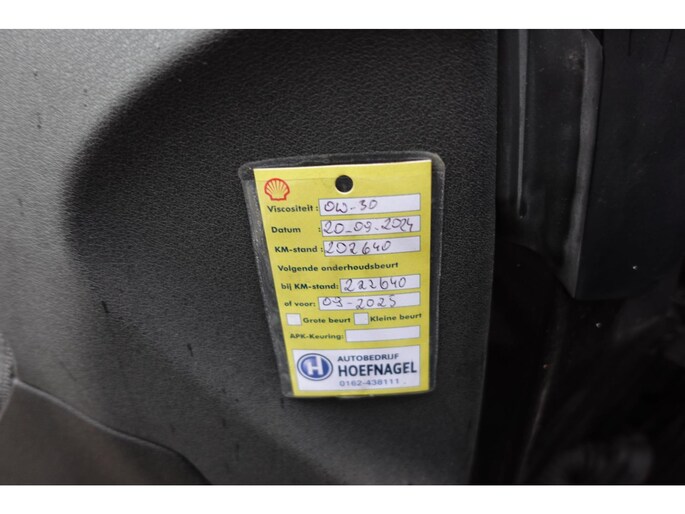 Viscositeit : 0W-30
Datum : 20-09-2024
KM-stand : 202640
Volgende onderhoudsbeurt
bij KM-stand: 222640
of voor: 09-2025
Grote beurt Kleine beurt
APK-Keuring:
H AUTOBEDRIJF
HOEFNAGEL
0162-438111